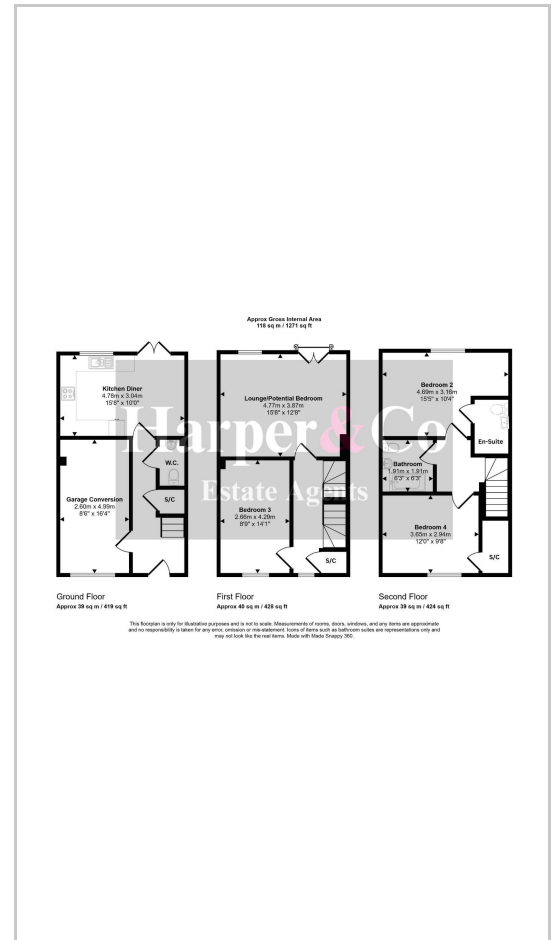 Approx Gross Internal Area
118 sq m / 1271 sq ft
Kitchen Diner
4.78m x 3.04m
15'8" x 10'0"
W.C.
Garage Conversion
2.60m x 4.99m
8'6" x 16'4"
S/C
Lounge/Potential Bedroom
4.77m x 3.87m
15'8" x 12'8"
Bedroom 3
2.66m x 4.29m
8'9" x 14'1"
S/C
Bedroom 2
4.69m x 3.16m
15'5" x 10'4"
En-Suite
Bathroom
1.91m x 1.91m
6'3" x 6'3"
Bedroom 4
3.65m x 2.94m
12'0" x 9'8"
S/C
Harper&Co
Estate Agents
Ground Floor
Approx 39 sq m / 419 sq ft
First Floor
Approx 40 sq m / 428 sq ft
Second Floor
Approx 39 sq m / 424 sq ft
This floorplan is only for illustrative purposes and is not to scale. Measurements of rooms, doors, windows, and any items are approximate
and no responsibility is taken for any error, omission or mis-statement. Icons of items such as bathroom suites are representations only and
may not look like the real items. Made with Made Snappy 360.